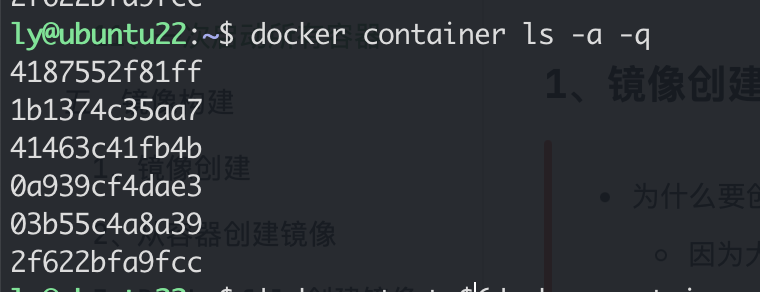 2f622bfa9fcc
ly@ubuntu22:~$ docker container ls -a -q
4187552f81ff
1b1374c35aa7
41463c41fb4b
0a939cf4dae3
03b55c4a8a39
2f622bfa9fcc
1、镜像创建
镜像构建
1、镜像创建
2、从容器创建镜像
为什么要创
因为大